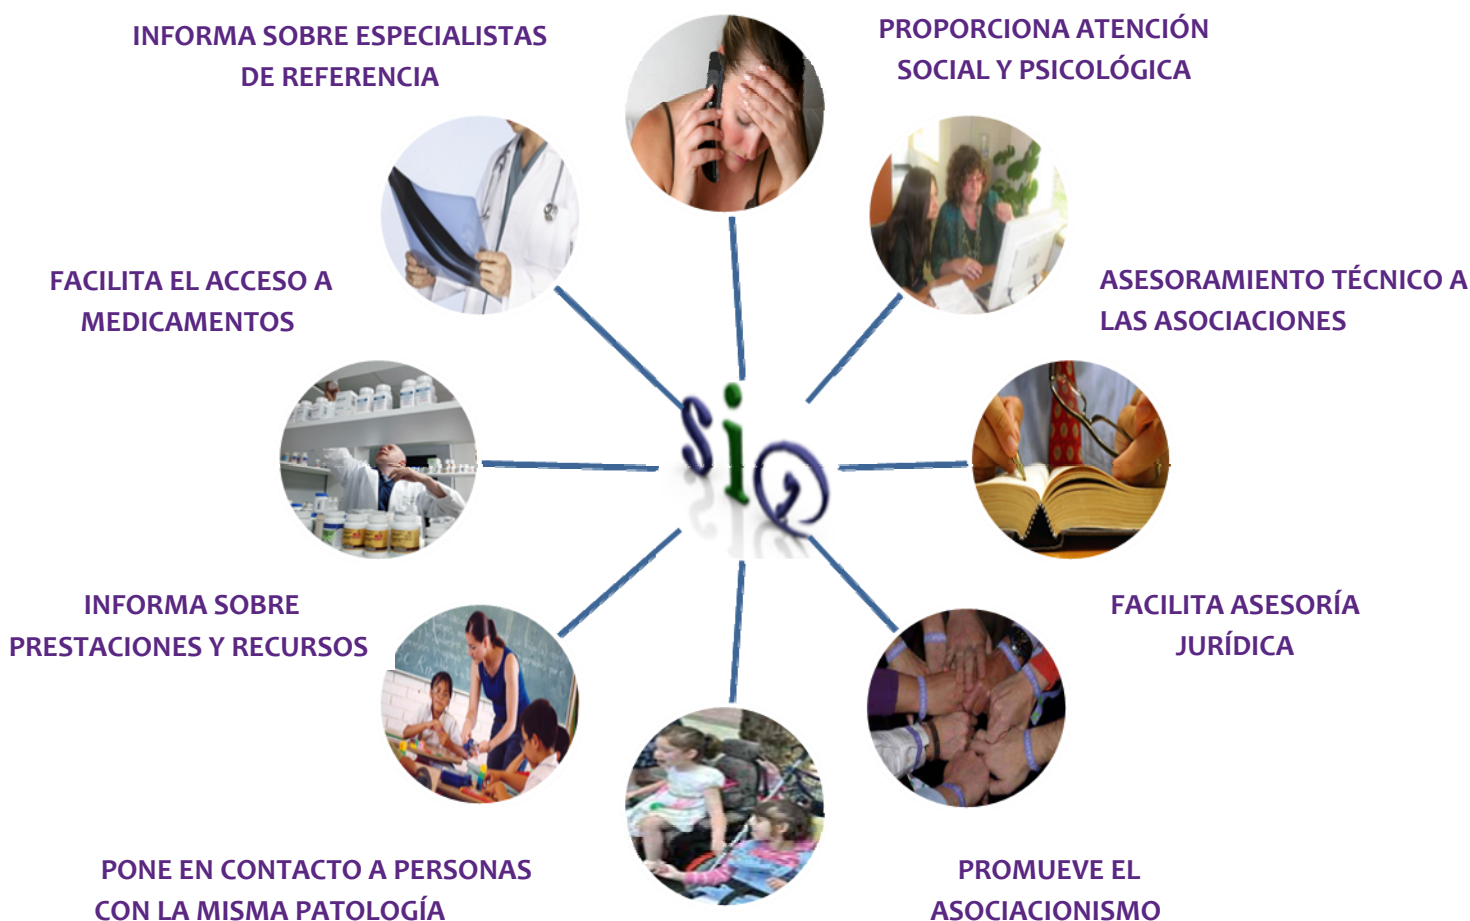 INFORMA SOBRE ESPECIALISTAS
DE REFERENCIA
PROPORCIONA ATENCIÓN
SOCIAL Y PSICOLÓGICA
FACILITA EL ACCESO A
MEDICAMENTOS
ASESORAMIENTO TÉCNICO A
LAS ASOCIACIONES
siO
INFORMA SOBRE
PRESTACIONES Y RECURSOS
FACILITA ASESORÍA
JURÍDICA
PONE EN CONTACTO A PERSONAS
CON LA MISMA PATOLOGÍA
PROMUEVE EL
ASOCIACIONISMO